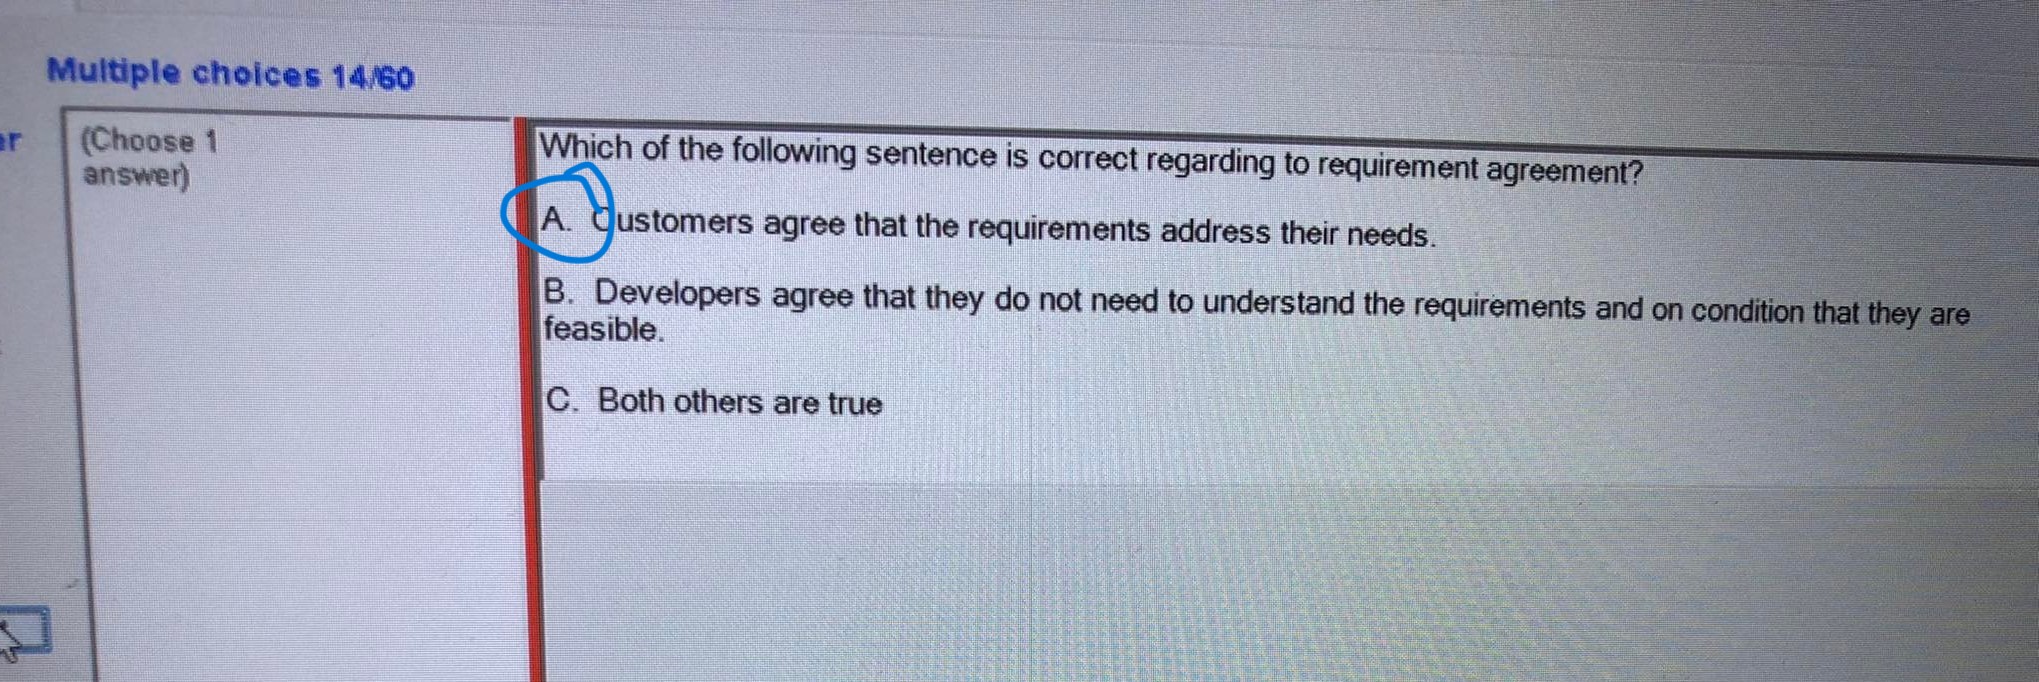 Multiple choices 14/60
er
(Choose 1
answer)
Which of the following sentence is correct regarding to requirement agreement?
A. Customers agree that the requirements address their needs.
B. Developers agree that they do not need to understand the requirements and on condition that they are
feasible.
C. Both others are true